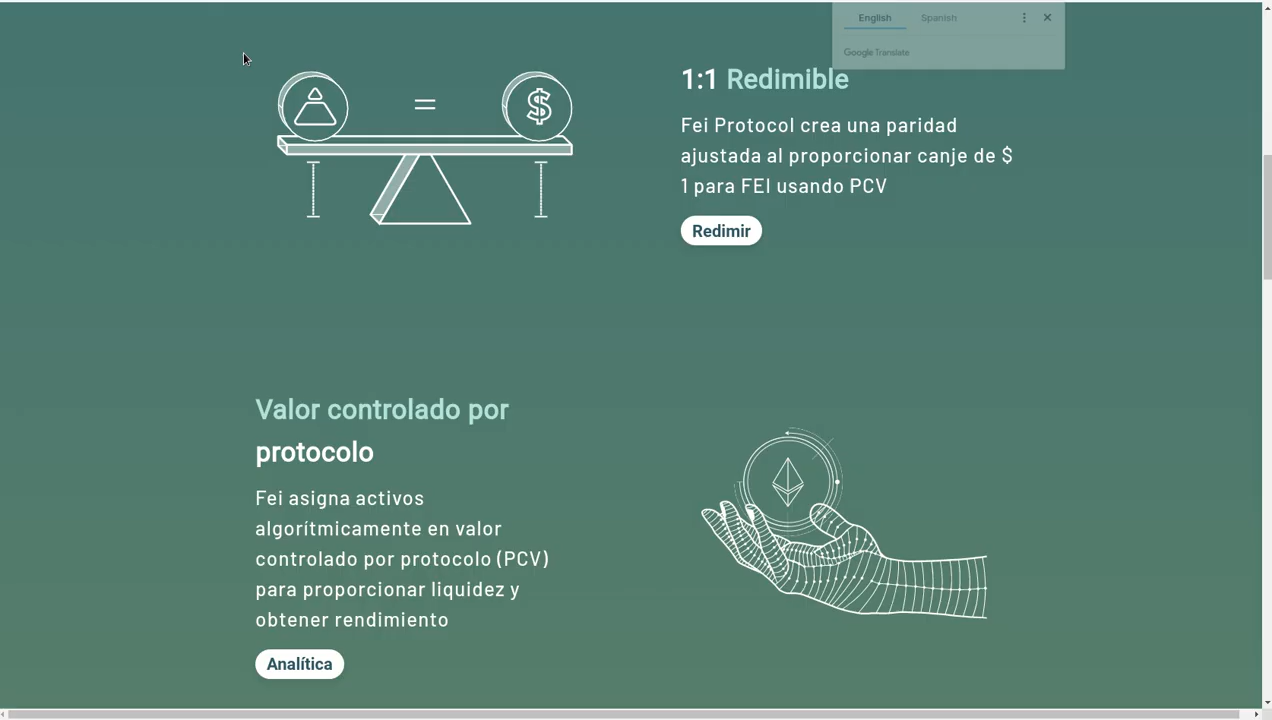 English Spanish
Google Translate
1:1 Redimible
Fei Protocol crea una paridad
ajustada al proporcionar canje de $
1 para FEI usando PCV
Redimir
Valor controlado por
protocolo
Fei asigna activos
algorítmicamente en valor
controlado por protocolo (PCV)
para proporcionar liquidez y
obtener rendimiento
Analítica